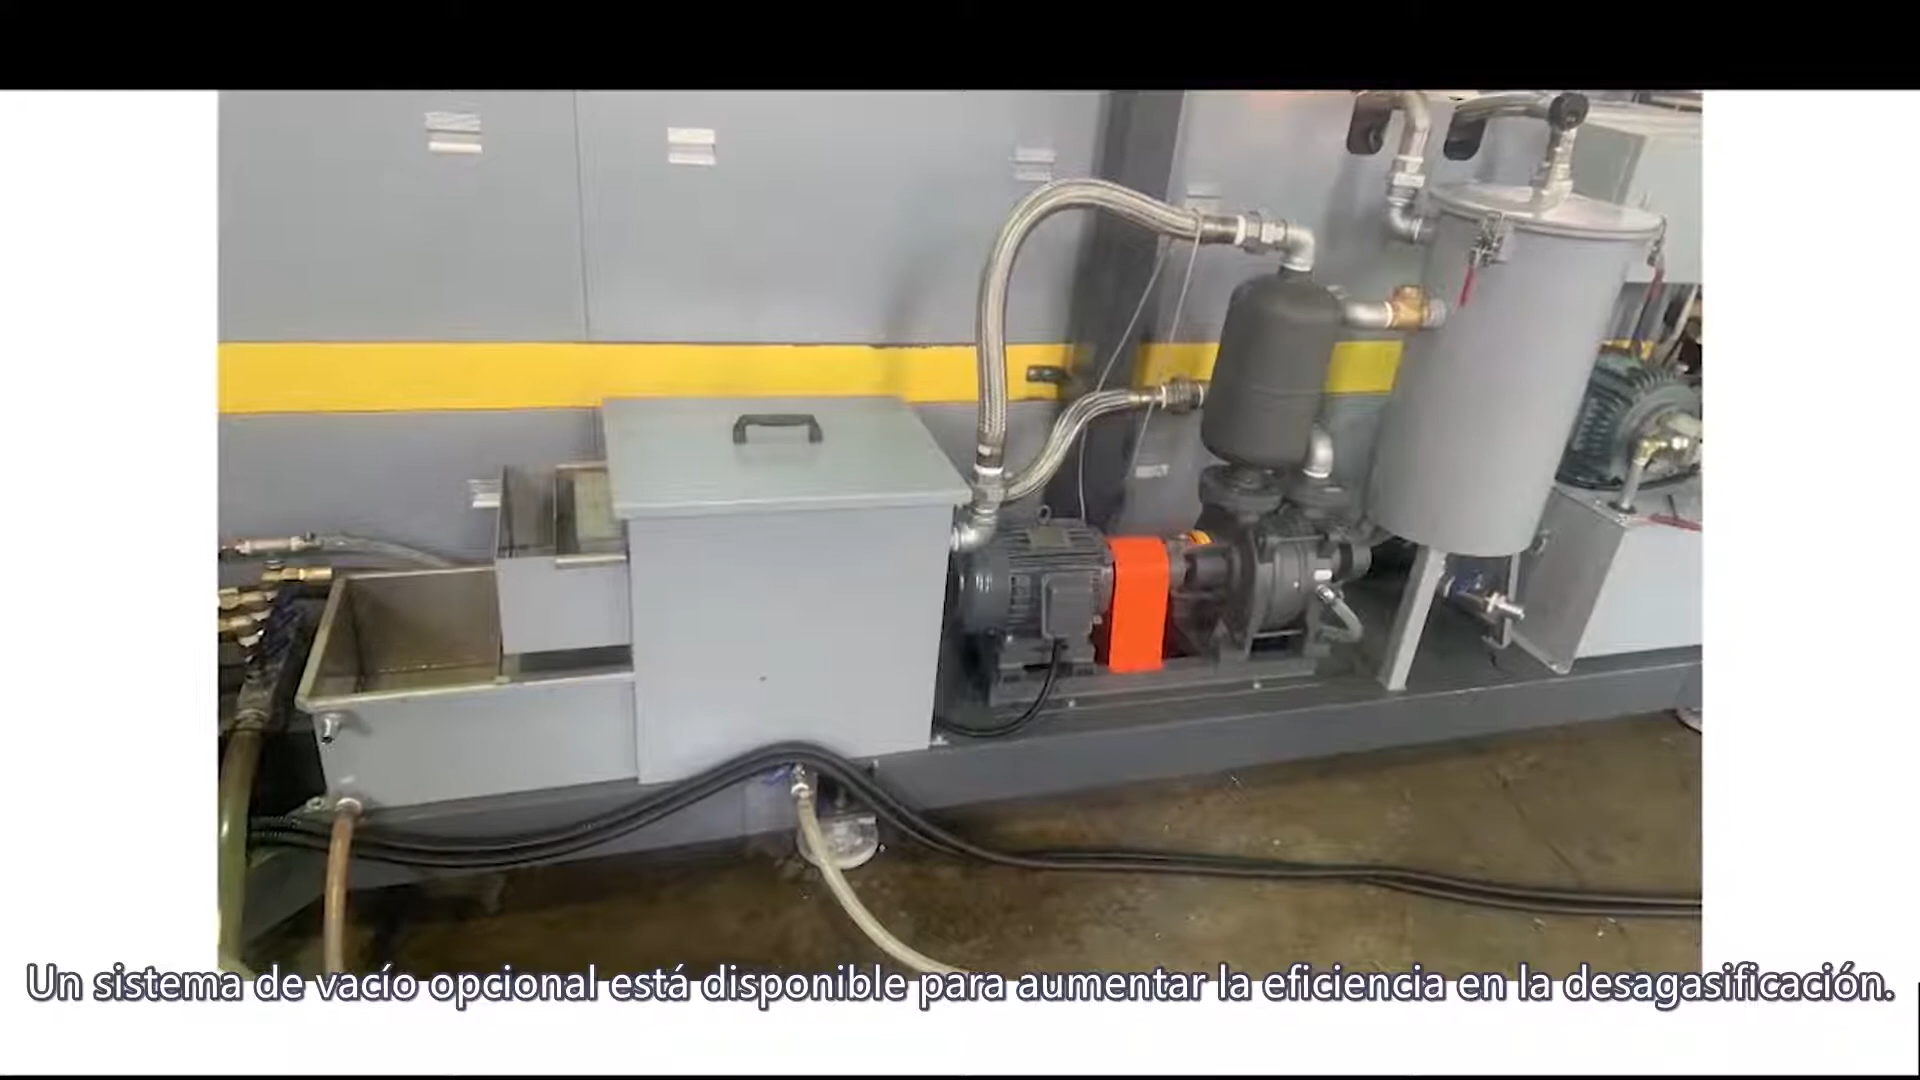 Un sistema de vacío opcional está disponible para aumentar la eficiencia en la desagasificación.